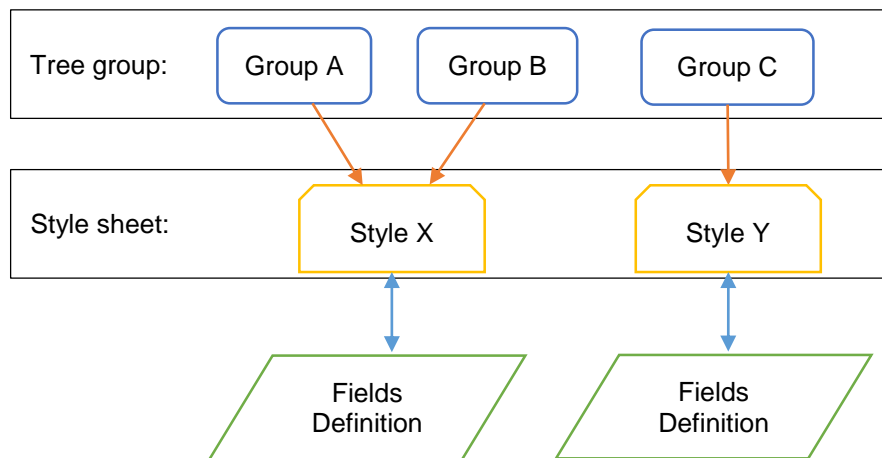 Tree group:
Group A
Group B
Group C
Style sheet:
Style X
Style Y
Fields
Definition
Fields
Definition